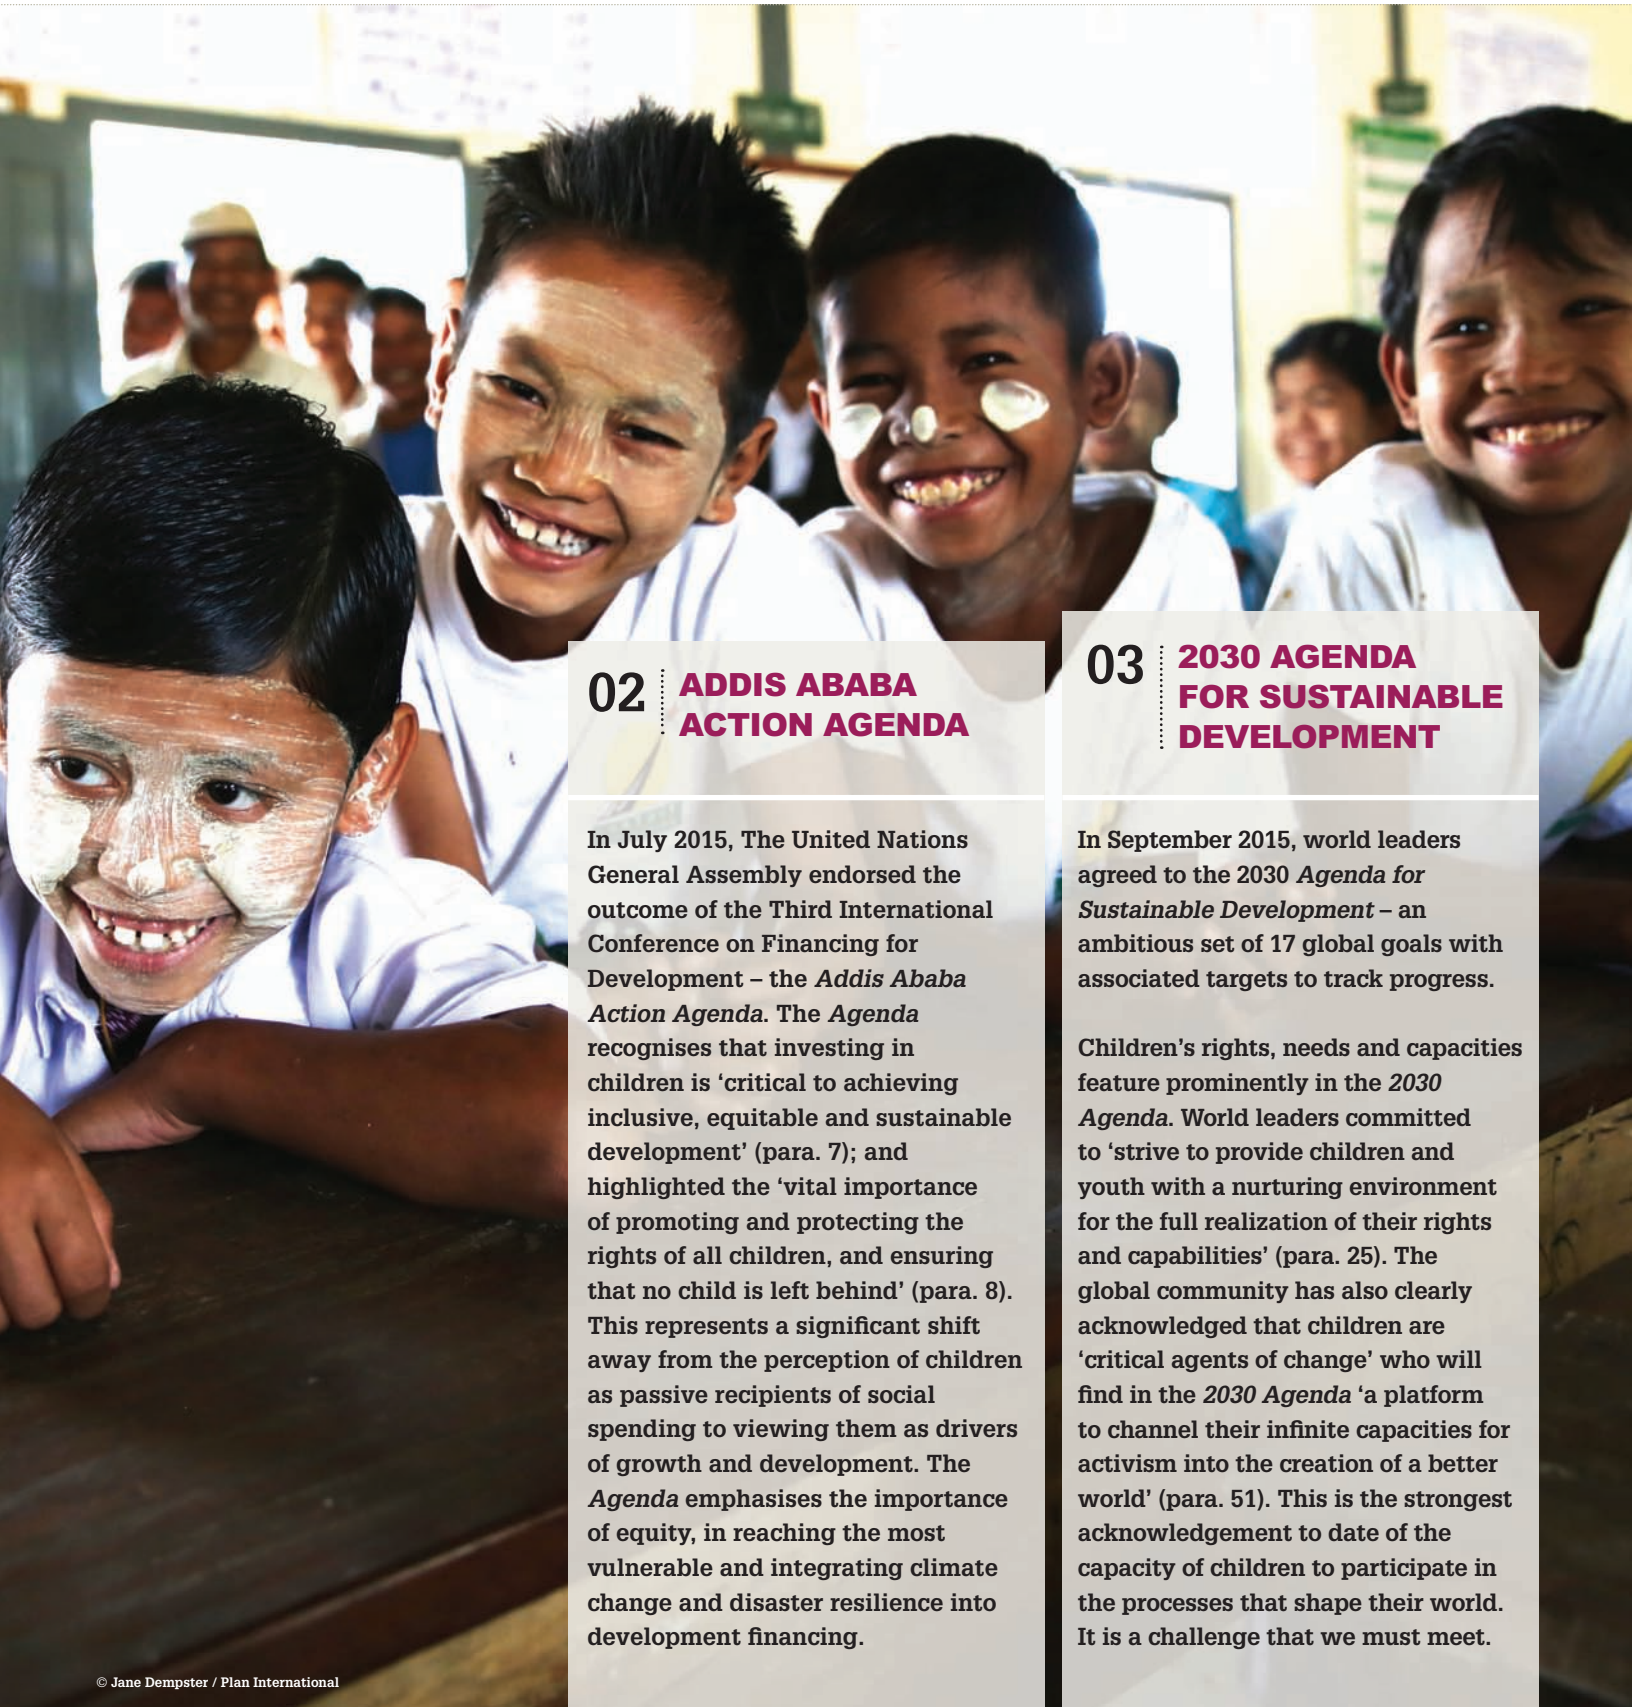 02
ADDIS ABABA
ACTION AGENDA
In July 2015, The United Nations
General Assembly endorsed the
outcome of the Third International
Conference on Financing for
Development – the Addis Ababa
Action Agenda. The Agenda
recognises that investing in
children is ‘critical to achieving
inclusive, equitable and sustainable
development’ (para. 7); and
highlighted the ‘vital importance
of promoting and protecting the
rights of all children, and ensuring
that no child is left behind’ (para. 8).
This represents a significant shift
away from the perception of children
as passive recipients of social
spending to viewing them as drivers
of growth and development. The
Agenda emphasises the importance
of equity, in reaching the most
vulnerable and integrating climate
change and disaster resilience into
development financing.
03
2030 AGENDA
FOR SUSTAINABLE
DEVELOPMENT
In September 2015, world leaders
agreed to the 2030 Agenda for
Sustainable Development – an
ambitious set of 17 global goals with
associated targets to track progress.
Children’s rights, needs and capacities
feature prominently in the 2030
Agenda. World leaders committed
to ‘strive to provide children and
youth with a nurturing environment
for the full realization of their rights
and capabilities’ (para. 25). The
global community has also clearly
acknowledged that children are
‘critical agents of change’ who will
find in the 2030 Agenda ‘a platform
to channel their infinite capacities for
activism into the creation of a better
world’ (para. 51). This is the strongest
acknowledgement to date of the
capacity of children to participate in
the processes that shape their world.
It is a challenge that we must meet.
© Jane Dempster / Plan International